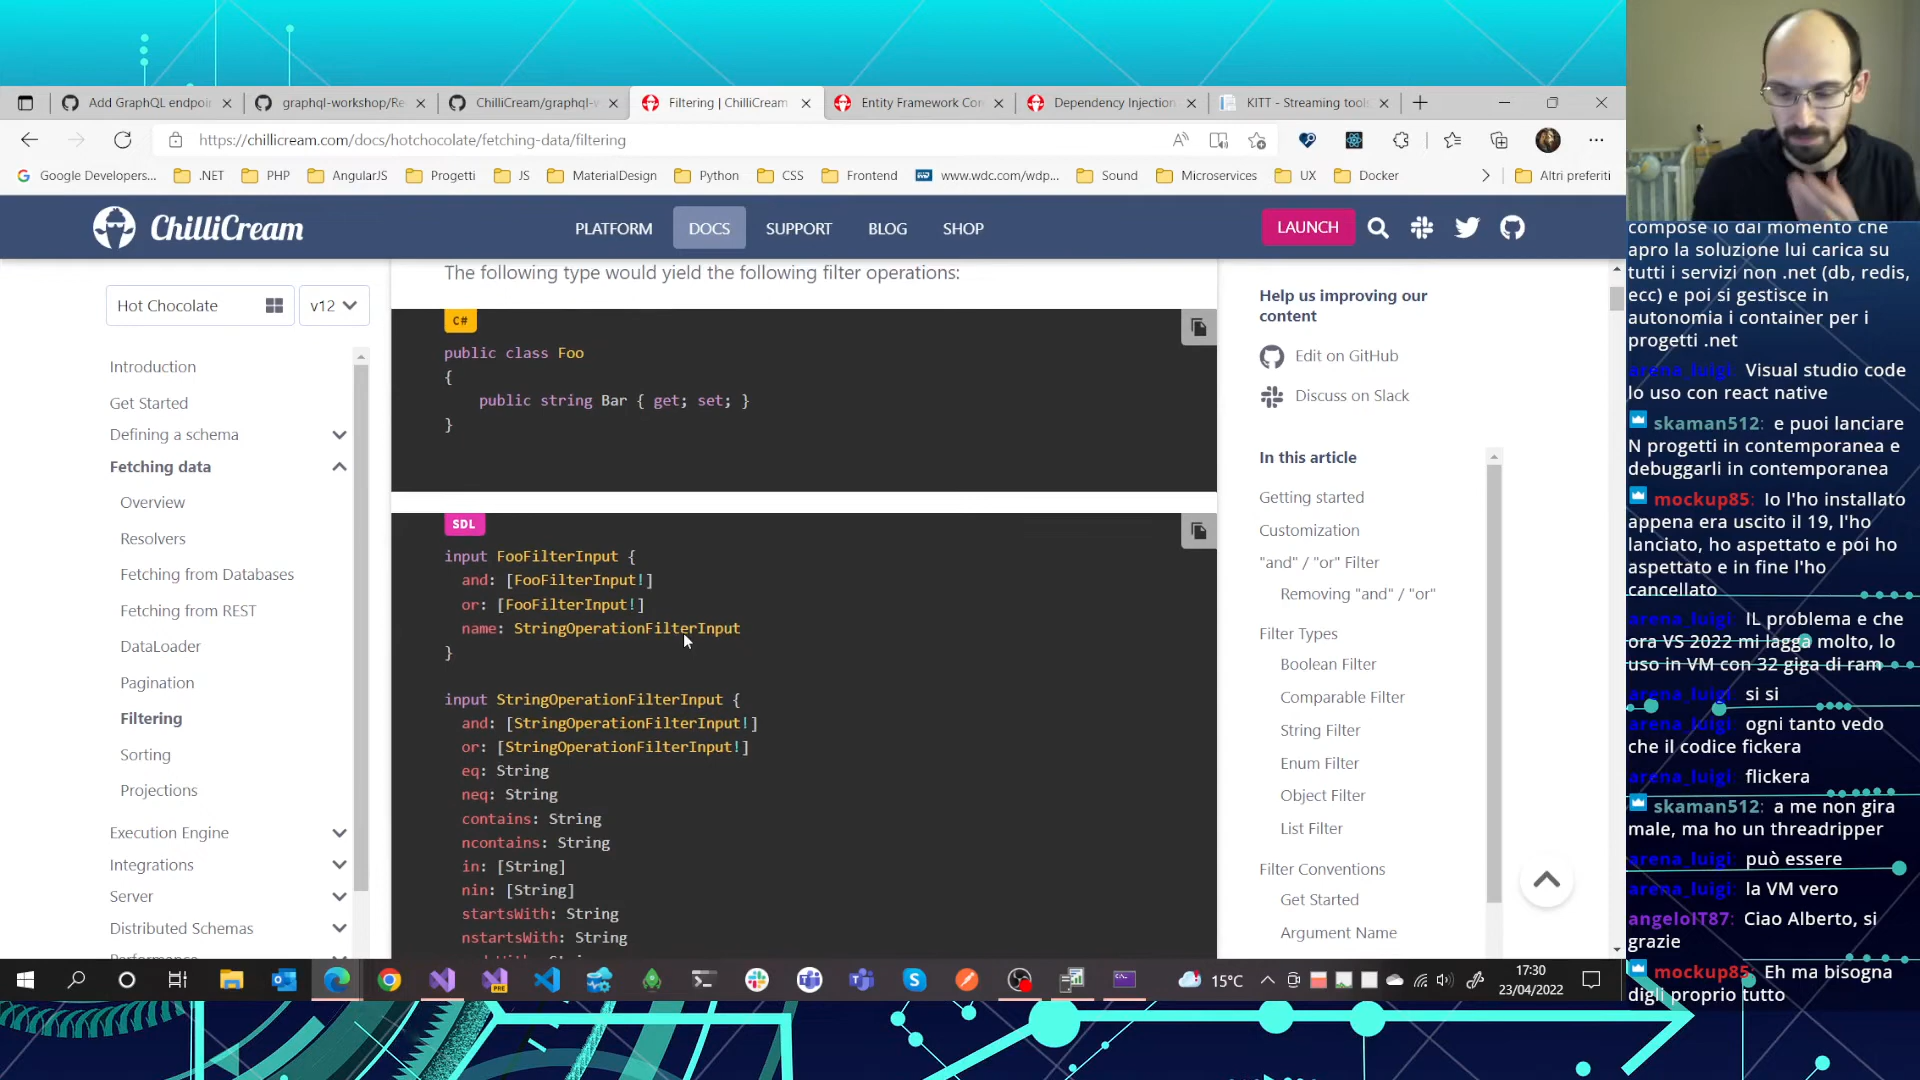 Add GraphQL endpoin
graphql-workshop/Re
ChilliCream/graphql-w
Filtering | ChilliCream
Entity Framework Cor
Dependency Injection
KITT - Streaming tools
https://chillicream.com/docs/hotchocolate/fetching-data/filtering
Google Developers...
.NET
PHP
AngularJS
Progetti
JS
MaterialDesign
Python
CSS
Frontend
www.wdc.com/wdp...
Sound
Microservices
UX
Docker
Altri preferiti
ChilliCream
PLATFORM
DOCS
SUPPORT
BLOG
SHOP
LAUNCH
Hot Chocolate
v12
Introduction
Get Started
Defining a schema
Fetching data
Overview
Resolvers
Fetching from Databases
Fetching from REST
DataLoader
Pagination
Filtering
Sorting
Projections
Execution Engine
Integrations
Server
Distributed Schemas
The following type would yield the following filter operations:
C#
public class Foo
{
public string Bar { get; set; }
}
SDL
input FooFilterInput {
and: [FooFilterInput!]
or: [FooFilterInput!]
name: StringOperationFilterInput
}
input StringOperationFilterInput {
and: [StringOperationFilterInput!]
or: [StringOperationFilterInput!]
eq: String
neq: String
contains: String
ncontains: String
in: [String]
nin: [String]
startsWith: String
nstartsWith: String
Help us improving our
content
Edit on GitHub
Discuss on Slack
In this article
Getting started
Customization
"and" / "or" Filter
Removing "and" / "or"
Filter Types
Boolean Filter
Comparable Filter
String Filter
Enum Filter
Object Filter
List Filter
Filter Conventions
Get Started
Argument Name
compose io dal momento che
apro la soluzione lui carica su
tutti i servizi non .net (db, redis,
ecc) e poi si gestisce in
autonomia i container per i
progetti .net
arena_luigi: Visual studio code
lo uso con react native
skaman512: e puoi lanciare
N progetti in contemporanea e
debuggarli in contemporanea
mockup85: Io l'ho installato
appena era uscito il 19, l'ho
lanciato, ho aspettato e poi ho
aspettato e in fine l'ho
cancellato
arena_luigi: IL problema e che
ora VS 2022 mi lagga molto, lo
uso in VM con 32 giga di ram
arena_luigi: si si
arena_luigi: ogni tanto vedo
che il codice fickera
arena_luigi: flickera
skaman512: a me non gira
male, ma ho un threadripper
arena_luigi: può essere
arena_luigi: la VM vero
angeloIT87: Ciao Alberto, si
grazie
mockup85: Eh ma bisogna
digli proprio tutto
PRE
15°C
17:30
23/04/2022